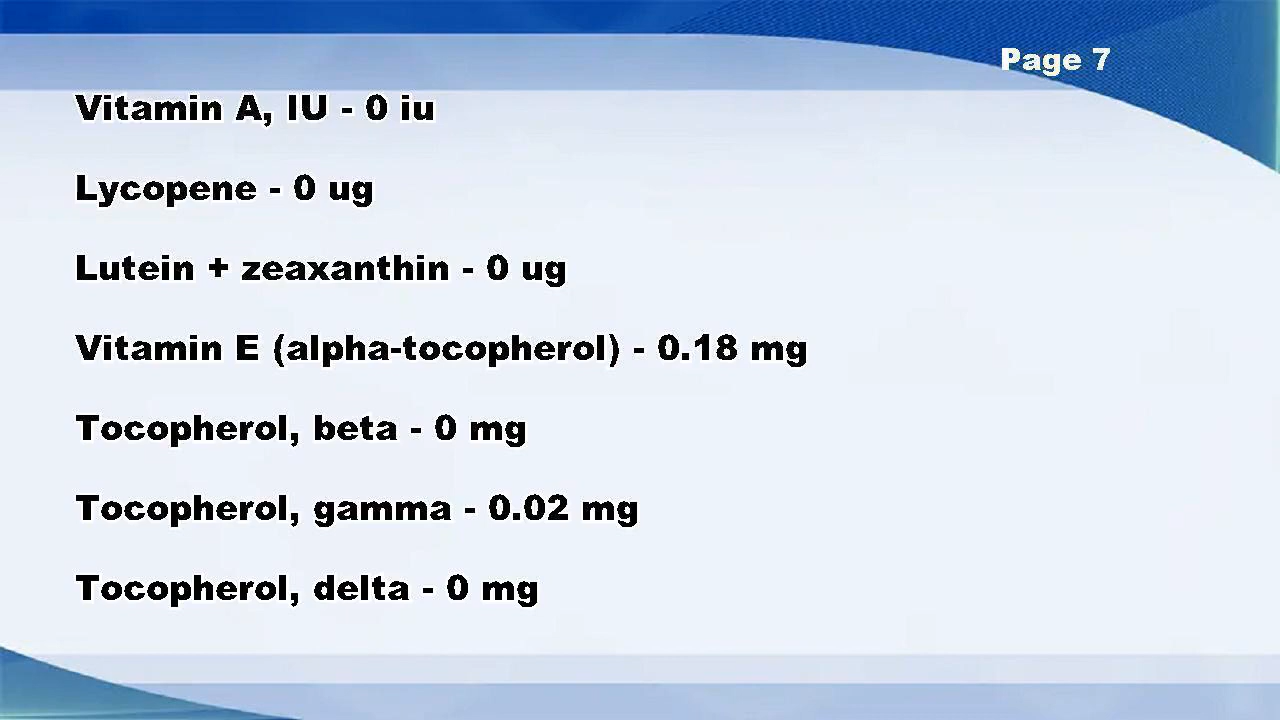 Page 7
Vitamin A, IU - 0 iu
Lycopene - 0 ug
Lutein + zeaxanthin - 0 ug
Vitamin E (alpha-tocopherol) - 0.18 mg
Tocopherol, beta - 0 mg
Tocopherol, gamma - 0.02 mg
Tocopherol, delta - 0 mg